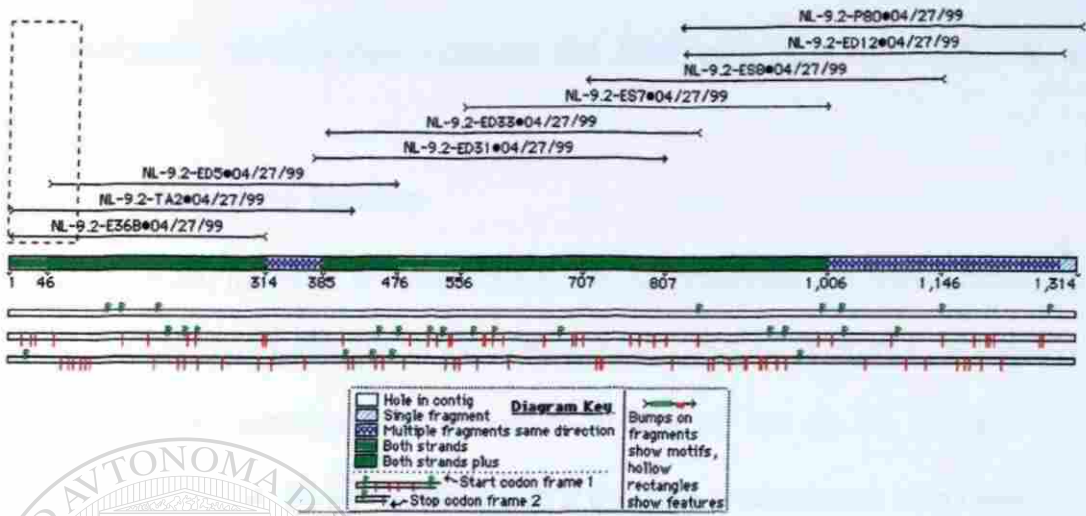 NL-9.2-P80●04/27/99
NL-9.2-ED12●04/27/99
NL-9.2-ES8●04/27/99
NL-9.2-ES7●04/27/99
NL-9.2-ED33●04/27/99
NL-9.2-ED31●04/27/99
NL-9.2-ED5●04/27/99
NL-9.2-TA2●04/27/99
NL-9.2-E36B●04/27/99
1 46 314 385 476 556 707 807 1,006 1,146 1,314
Diagram Key
Hole in contig
Single fragment
Multiple fragments same direction
Both strands
Both strands plus
Start codon frame 1
Stop codon frame 2
Bumps on
fragments
show motifs,
hollow
rectangles
show features
AVTONOMA D